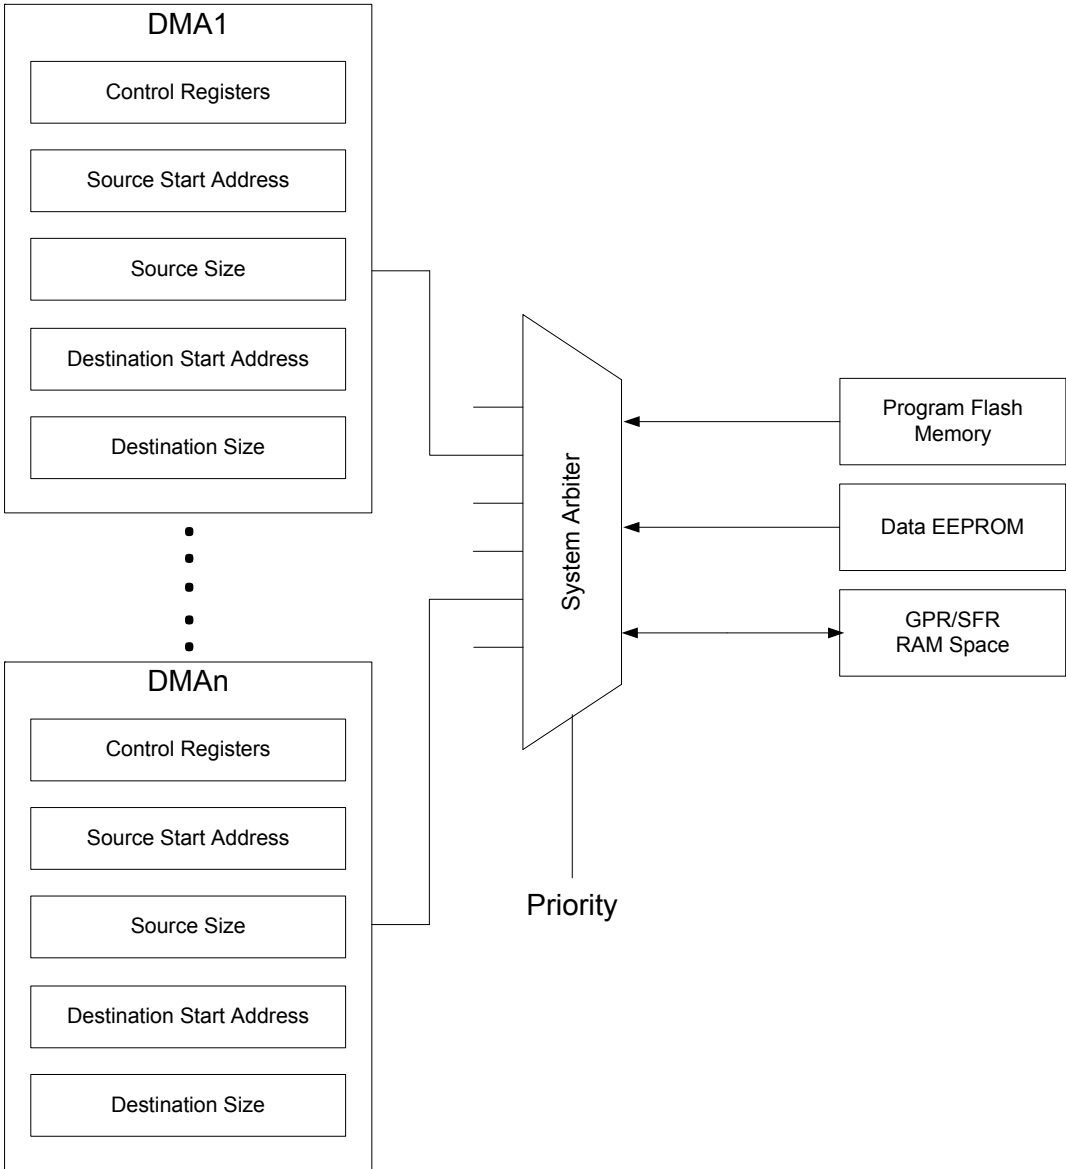 DMA1
Control Registers
Source Start Address
Source Size
Destination Start Address
Destination Size
System Arbiter
Program Flash
Memory
Data EEPROM
GPR/SFR
RAM Space
DMAn
Control Registers
Source Start Address
Source Size
Destination Start Address
Destination Size
Priority